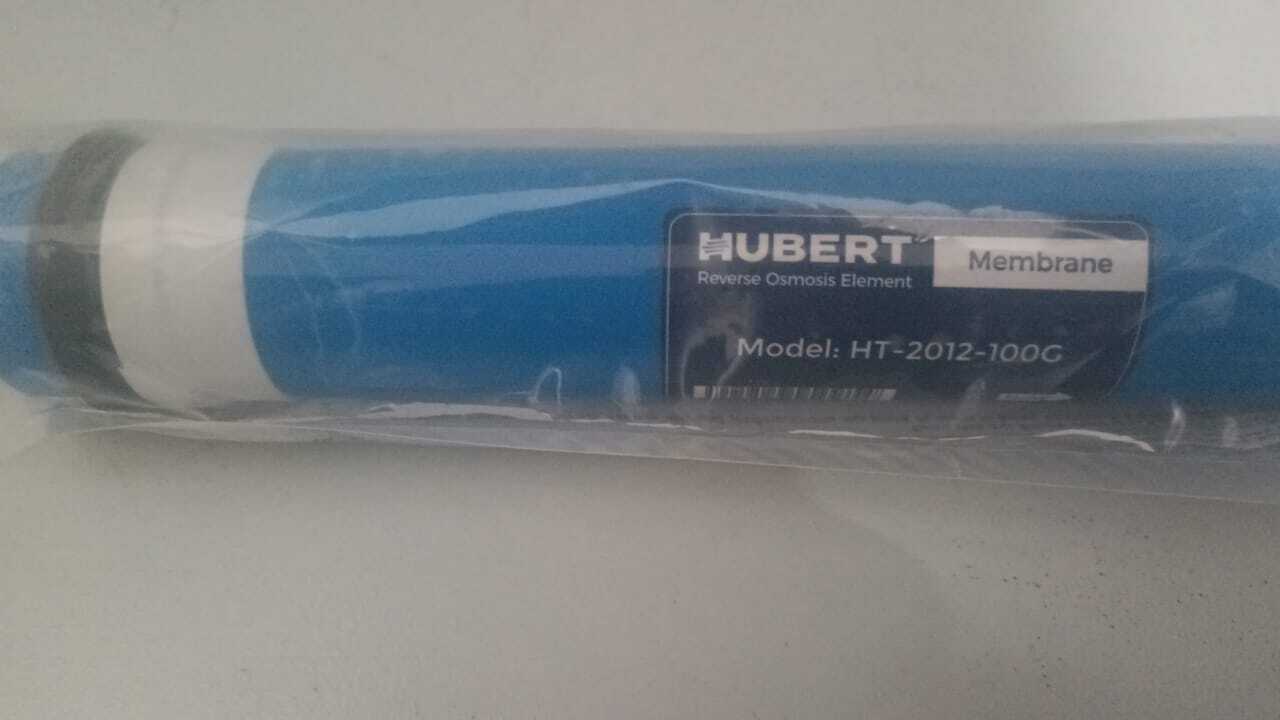 HUBERT
Membrane
Reverse Osmosis Element
Model: HT-2012-100G